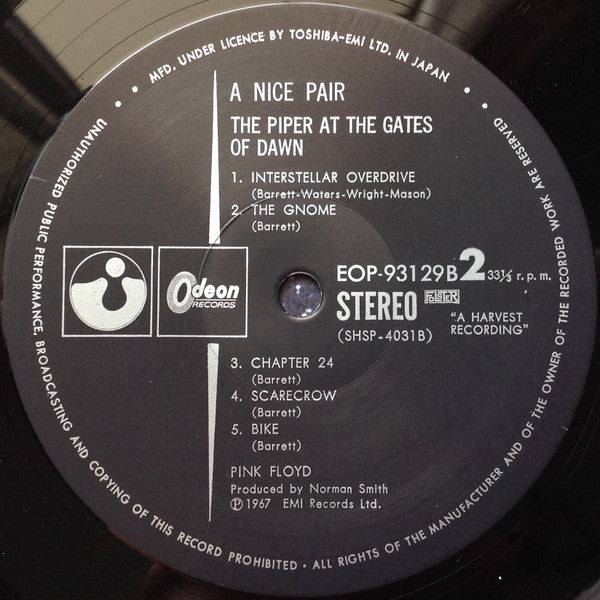 MFD. UNDER LICENCE BY TOSHIBA-EMI LTD. IN JAPAN
A NICE PAIR
THE PIPER AT THE GATES
OF DAWN
1. INTERSTELLAR OVERDRIVE
(Barrett-Waters-Wright-Mason)
2. THE GNOME
(Barrett)
Odeon
RECORDS
EOP-93129B 2 33⅓ r.p.m.
STEREO
(SHSP-4031B)
"A HARVEST
RECORDING"
3. CHAPTER 24
(Barrett)
4. SCARECROW
(Barrett)
5. BIKE
(Barrett)
PINK FLOYD
Produced by Norman Smith
Ⓟ1967 EMI Records Ltd.
UNAUTHORIZED PUBLIC PERFORMANCE, BROADCASTING AND COPYING OF THIS RECORD PROHIBITED · ALL RIGHTS OF THE MANUFACTURER AND OF THE OWNER OF THE RECORDED WORK ARE RESERVED